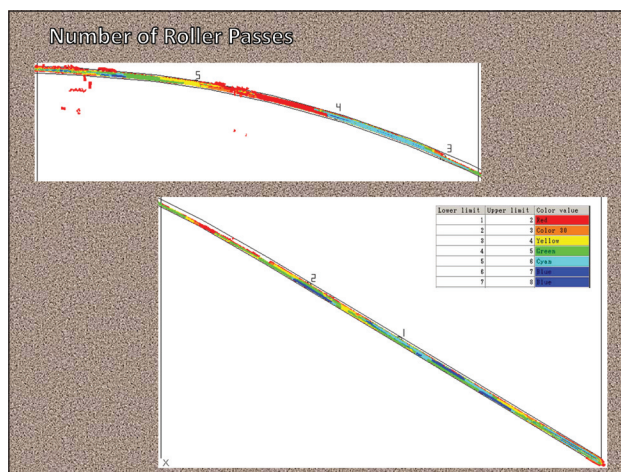 Number of Roller Passes
5
4
3
Lower limit Upper limit Color value
1 2 Red
2 3 Color 30
3 4 Yellow
4 5 Green
5 6 Cyan
6 7 Blue
7 8 Blue
2
1
X